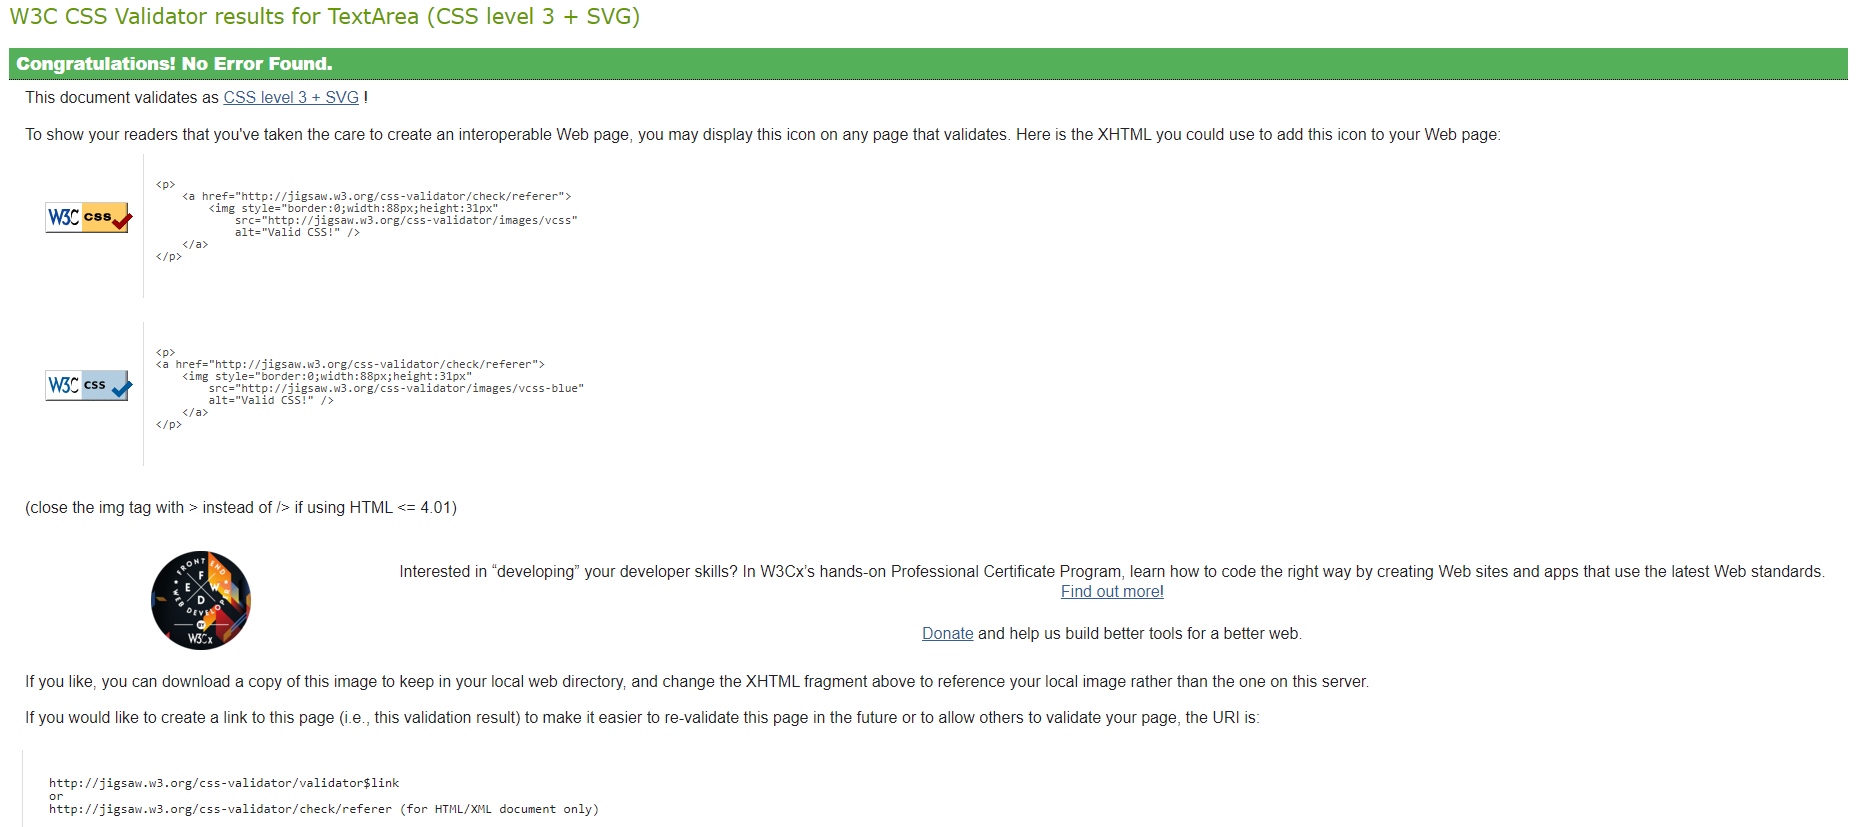 W3C CSS Validator results for TextArea (CSS level 3 + SVG)
Congratulations! No Error Found.
This document validates as CSS level 3 + SVG !
To show your readers that you've taken the care to create an interoperable Web page, you may display this icon on any page that validates. Here is the XHTML you could use to add this icon to your Web page:
W3C css
<p>
<a href="http://jigsaw.w3.org/css-validator/check/referer">
<img style="border:0;width:88px;height:31px"
src="http://jigsaw.w3.org/css-validator/images/vcss"
alt="Valid CSS!" />
</a>
</p>
W3C css
<p>
<a href="http://jigsaw.w3.org/css-validator/check/referer">
<img style="border:0;width:88px;height:31px"
src="http://jigsaw.w3.org/css-validator/images/vcss-blue"
alt="Valid CSS!" />
</a>
</p>
(close the img tag with > instead of /> if using HTML <= 4.01)
FRONT END
WEB DEVELOPER
F
E W
D
BY
W3Cx
Interested in “developing” your developer skills? In W3Cx’s hands-on Professional Certificate Program, learn how to code the right way by creating Web sites and apps that use the latest Web standards.
Find out more!
Donate and help us build better tools for a better web.
If you like, you can download a copy of this image to keep in your local web directory, and change the XHTML fragment above to reference your local image rather than the one on this server.
If you would like to create a link to this page (i.e., this validation result) to make it easier to re-validate this page in the future or to allow others to validate your page, the URI is:
http://jigsaw.w3.org/css-validator/validator$link
or
http://jigsaw.w3.org/css-validator/check/referer (for HTML/XML document only)